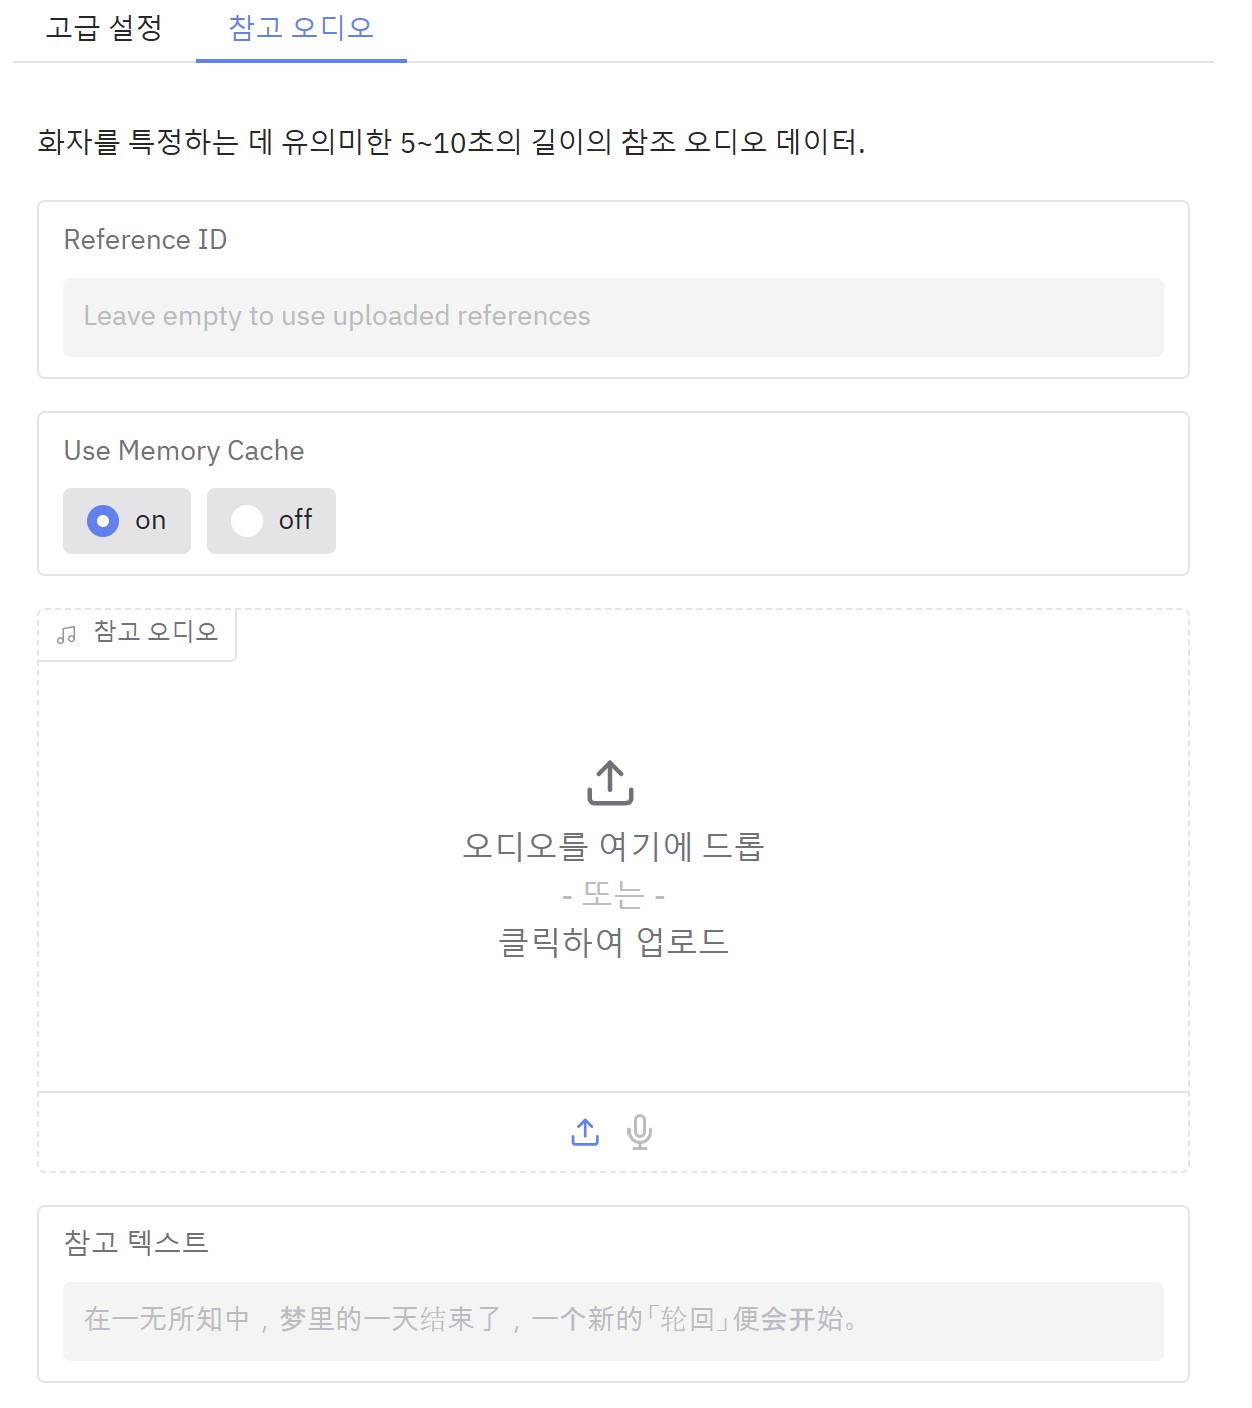 고급 설정 참고 오디오
화자를 특정하는 데 유의미한 5~10초의 길이의 참조 오디오 데이터.
Reference ID
Leave empty to use uploaded references
Use Memory Cache
on off
참고 오디오
오디오를 여기에 드롭
- 또는 -
클릭하여 업로드
참고 텍스트
在一无所知中，梦里的一天结束了，一个新的「轮回」便会开始。